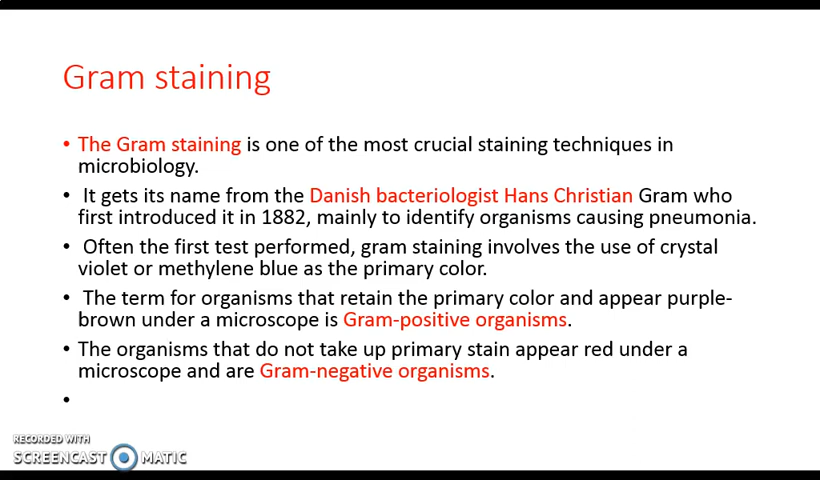 Gram staining
• The Gram staining is one of the most crucial staining techniques in
microbiology.
• It gets its name from the Danish bacteriologist Hans Christian Gram who
first introduced it in 1882, mainly to identify organisms causing pneumonia.
• Often the first test performed, gram staining involves the use of crystal
violet or methylene blue as the primary color.
• The term for organisms that retain the primary color and appear purple-
brown under a microscope is Gram-positive organisms.
• The organisms that do not take up primary stain appear red under a
microscope and are Gram-negative organisms.
•
RECORDED WITH
SCREENCAST MATIC